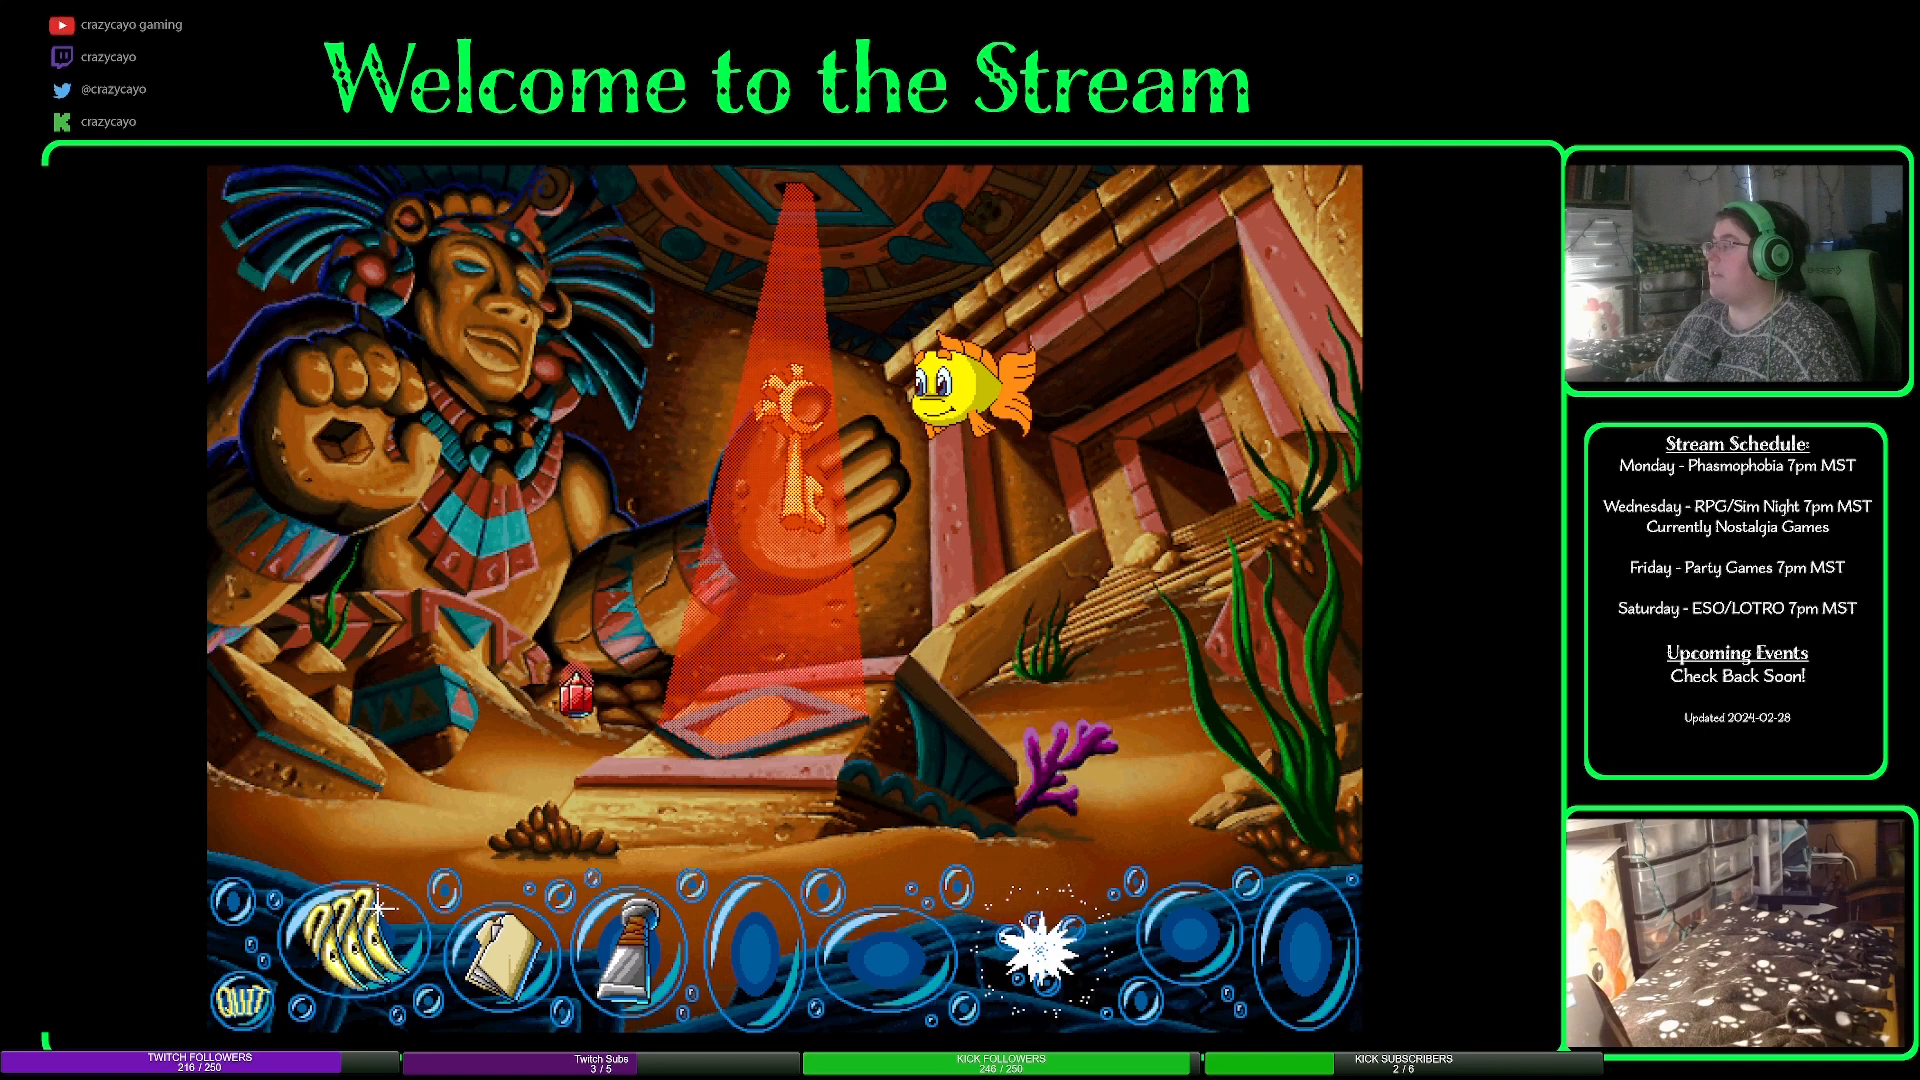 crazycayo gaming
crazycayo
@crazycayo
crazycayo
Welcome to the Stream
Stream Schedule:
Monday - Phasmophobia 7pm MST
Wednesday - RPG/Sim Night 7pm MST
Currently Nostalgia Games
Friday - Party Games 7pm MST
Saturday - ESO/LOTRO 7pm MST
Upcoming Events
Check Back Soon!
Updated 2024-02-28
QUIT
TWITCH FOLLOWERS
216 / 250
Twitch Subs
3 / 5
KICK FOLLOWERS
246 / 250
KICK SUBSCRIBERS
2 / 6